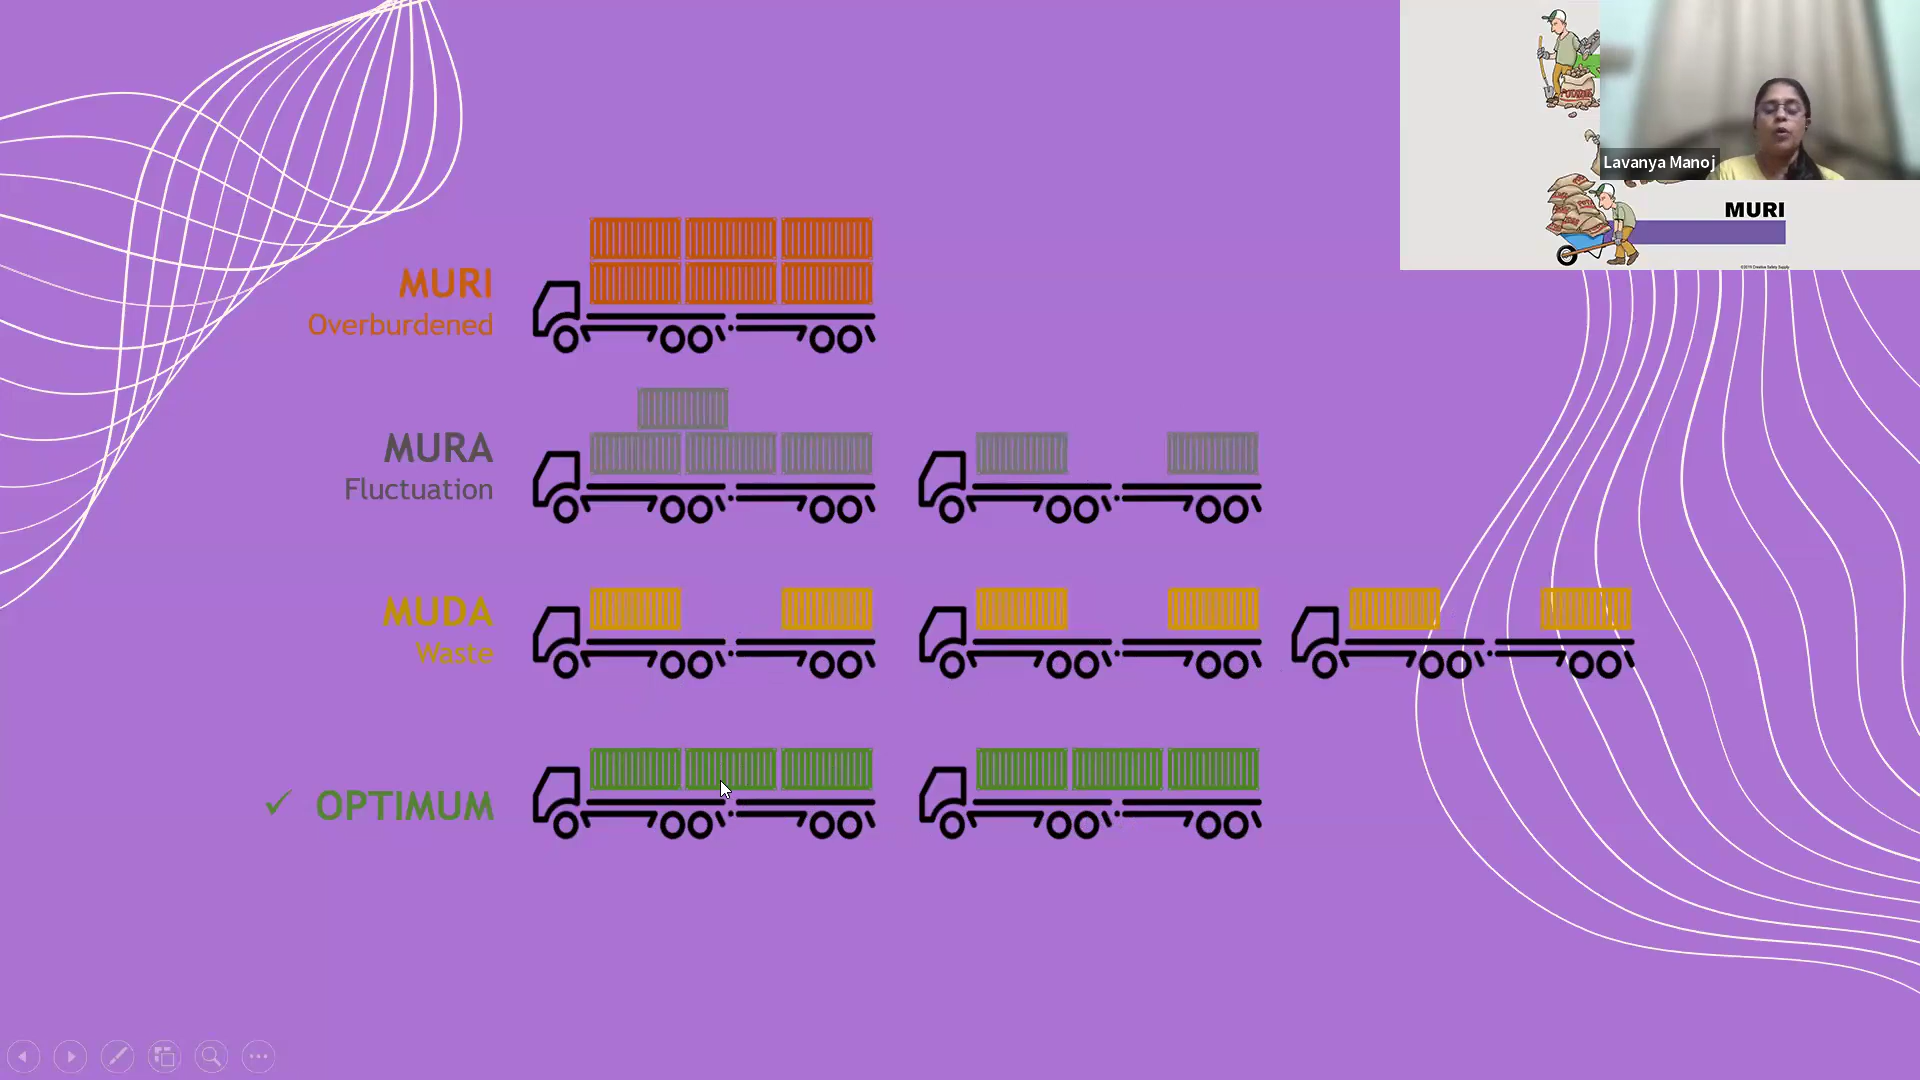 Lavanya Manoj
MURI
MURI
Overburdened
MURA
Fluctuation
MUDA
Waste
✓ OPTIMUM